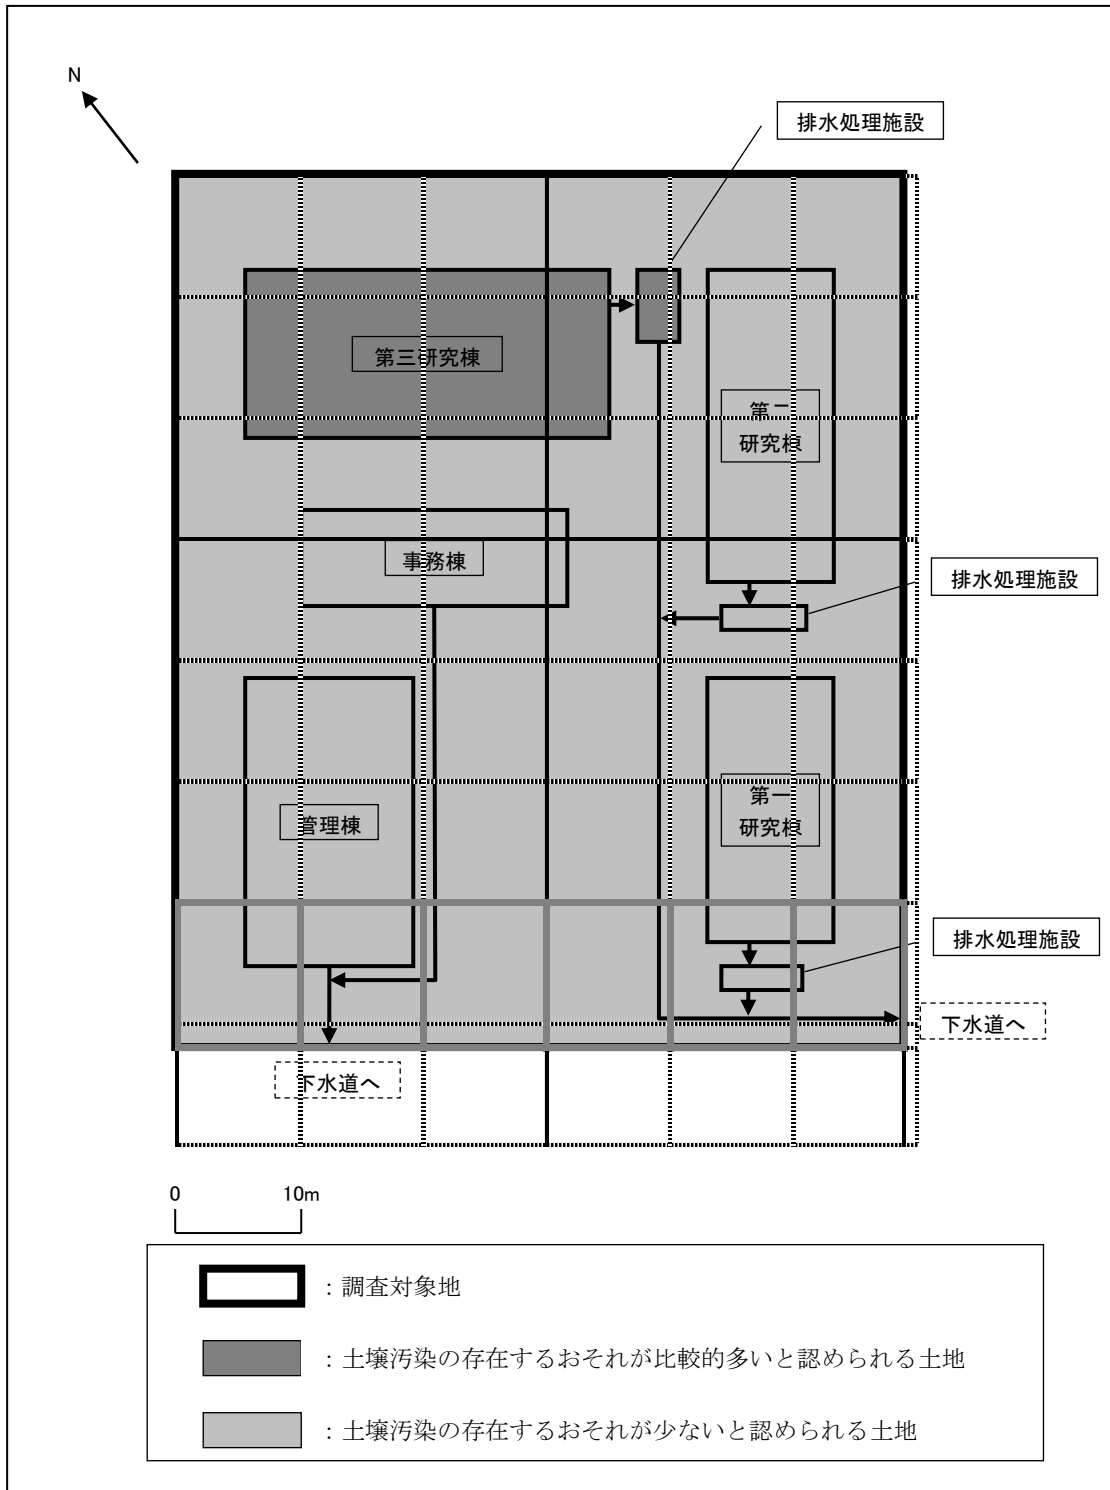 N
排水処理施設
第三研究棟
第二
研究棟
事務棟
排水処理施設
第一
研究棟
管理棟
排水処理施設
下水道へ
下水道へ
0 10m
：調査対象地
：土壌汚染の存在するおそれが比較的多いと認められる土地
：土壌汚染の存在するおそれが少ないと認められる土地